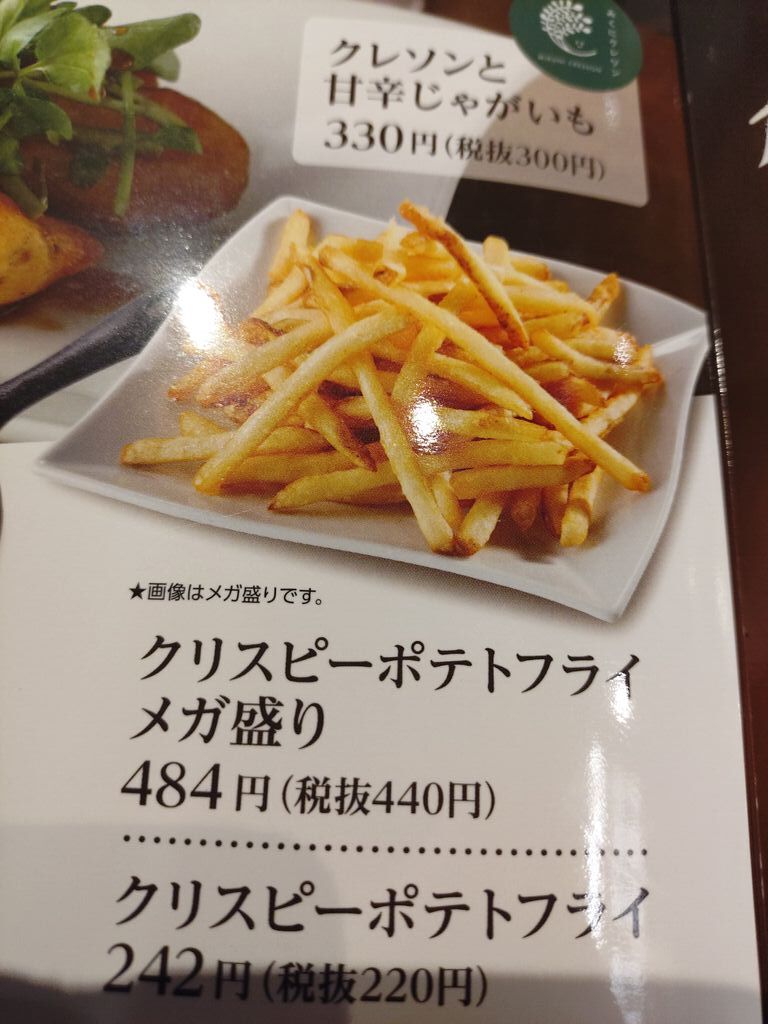 クレソンと
甘辛じゃがいも
330円(税抜300円)
★画像はメガ盛りです。
クリスピーポテトフライ
メガ盛り
484円(税抜440円)
クリスピーポテトフライ
242円(税抜220円)